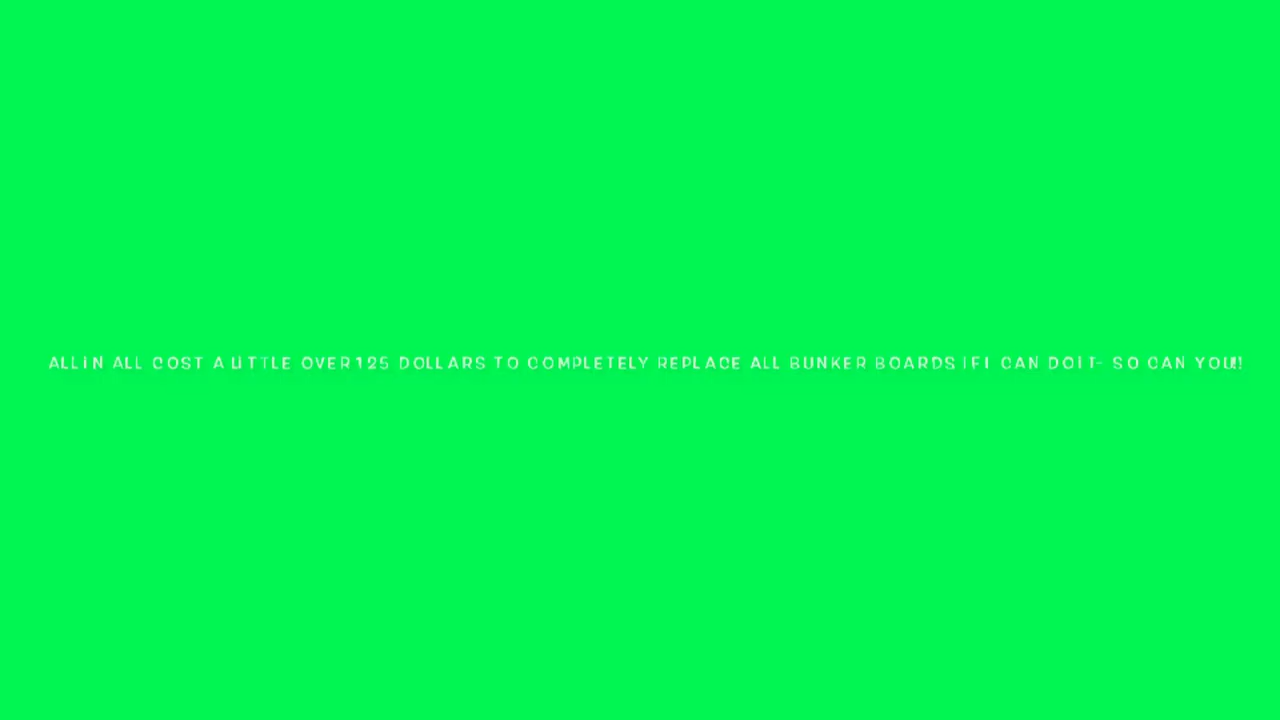 ALL IN ALL COST A LITTLE OVER 125 DOLLARS TO COMPLETELY REPLACE ALL BUNKER BOARDS IF I CAN DO IT- SO CAN YOU!!